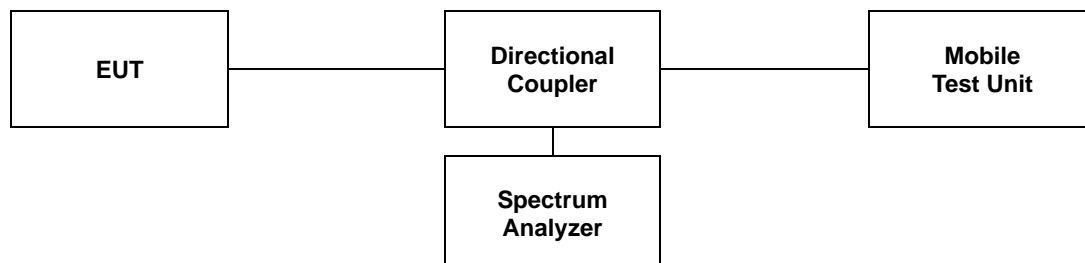 EUT
Directional
Coupler
Mobile
Test Unit
Spectrum
Analyzer